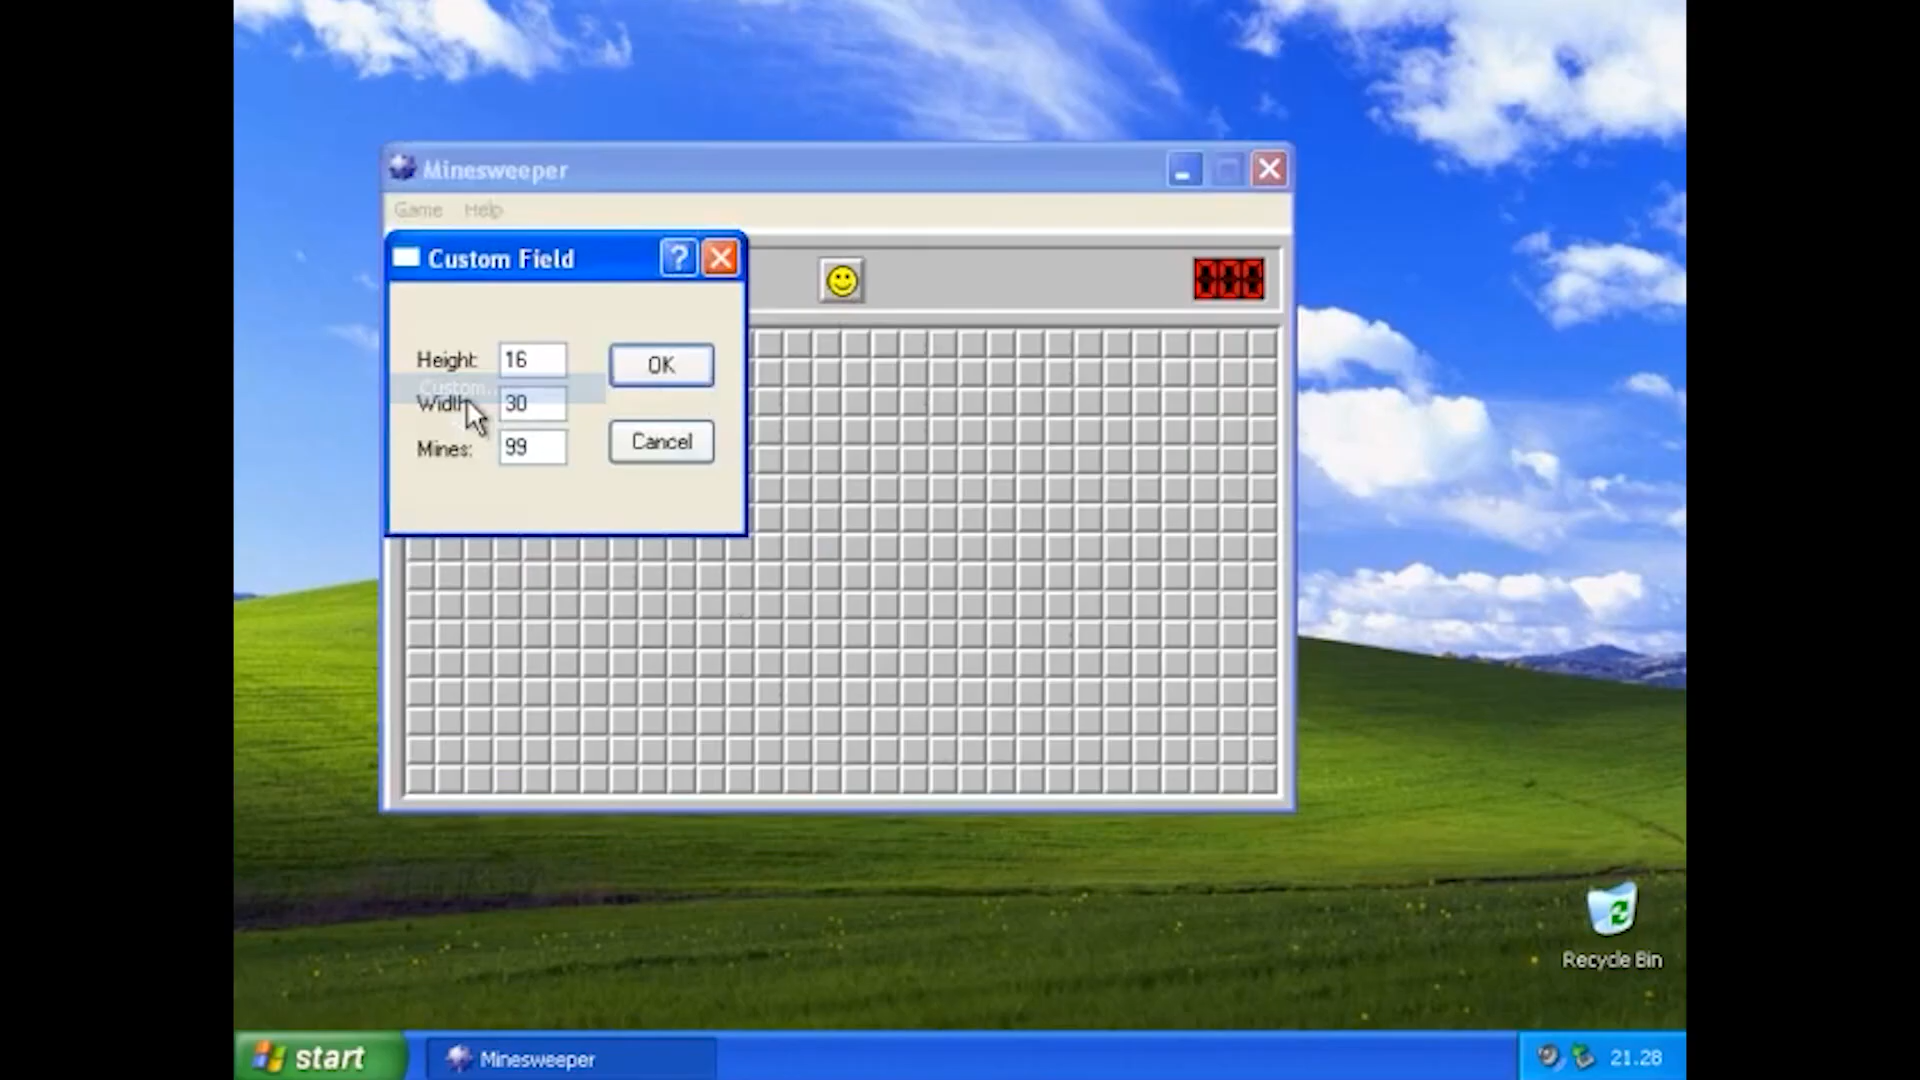 Minesweeper
Game Help
Custom Field
Height: 16
OK
Custom...
Width: 30
Cancel
Mines: 99
Recycle Bin
start
Minesweeper
21.28